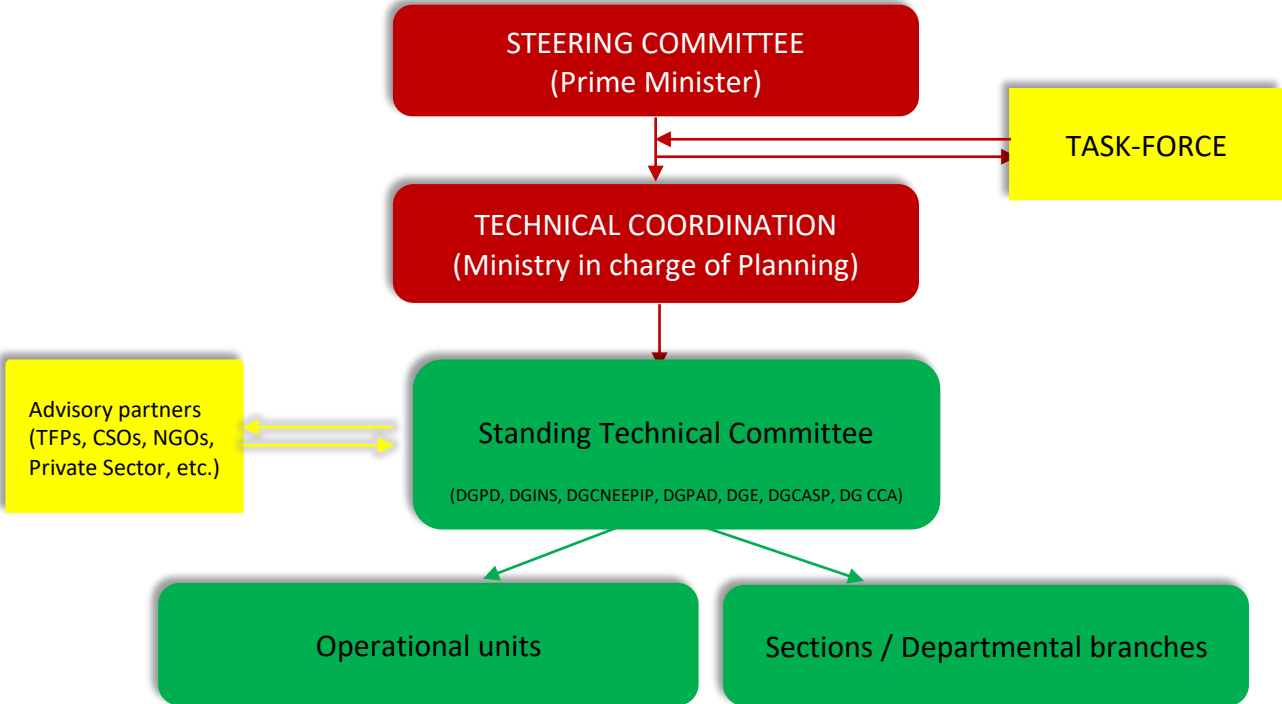 STEERING COMMITTEE
(Prime Minister)
TASK-FORCE
TECHNICAL COORDINATION
(Ministry in charge of Planning)
Advisory partners
(TFPs, CSOs, NGOs,
Private Sector, etc.)
Standing Technical Committee
(DGPD, DGINS, DGCNEEPIP, DGPAD, DGE, DGCASP, DG CCA)
Operational units
Sections / Departmental branches